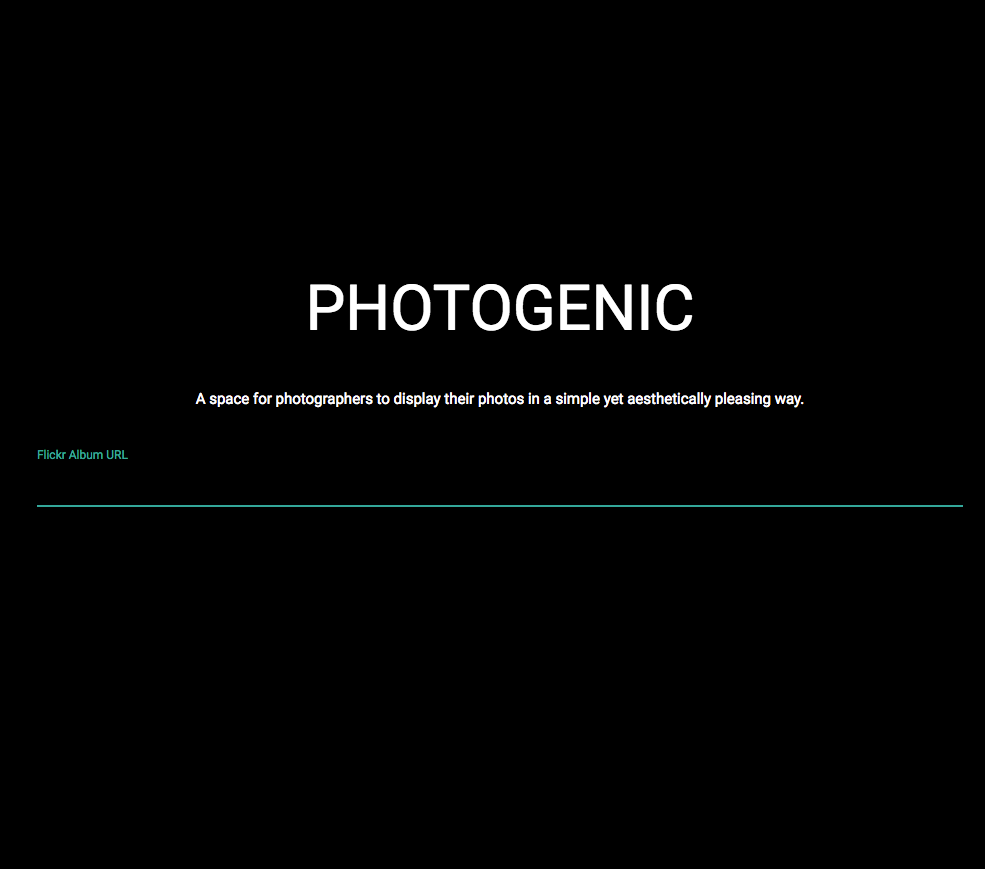 PHOTOGENIC
A space for photographers to display their photos in a simple yet aesthetically pleasing way.
Flickr Album URL